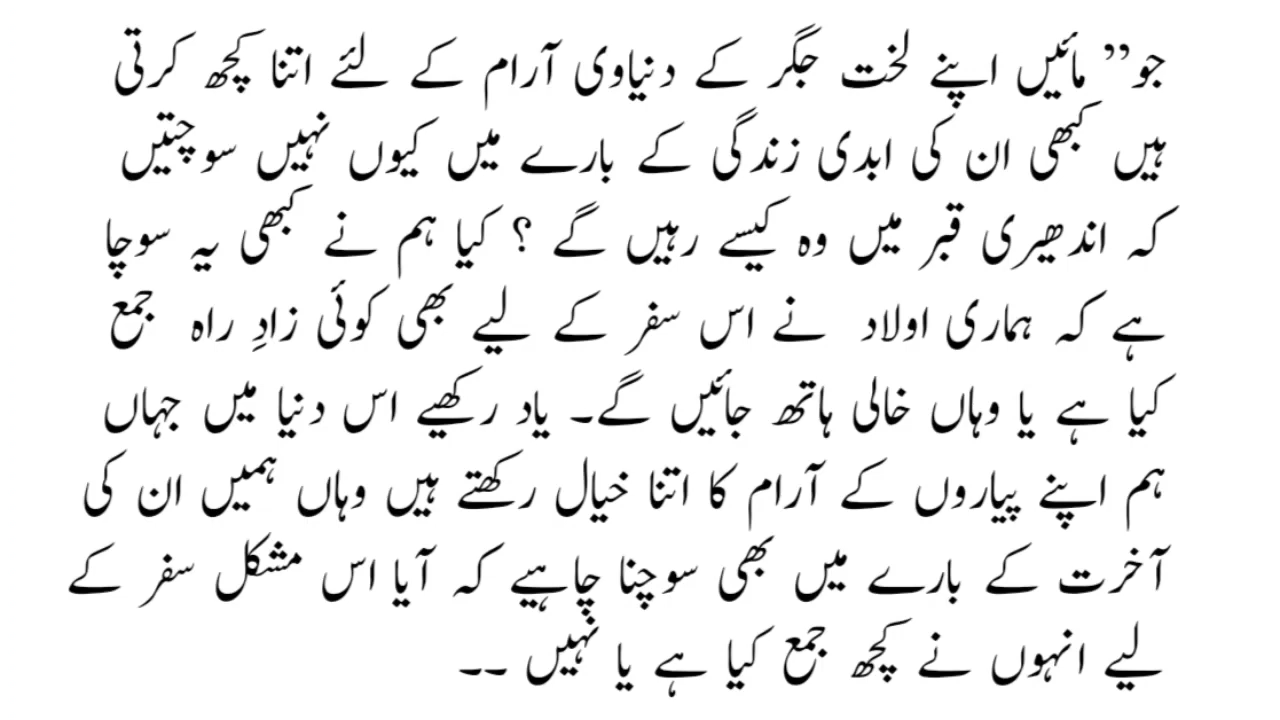 جو’’ مائیں اپنے لخت جگر کے دنیاوی آرام کے لئے اتنا کچھ کرتی
ہیں کبھی ان کی ابدی زندگی کے بارے میں کیوں نہیں سوچتیں
کہ اندھیری قبر میں وہ کیسے رہیں گے ؟ کیا ہم نے کبھی یہ سوچا
ہے کہ ہماری اولاد نے اس سفر کے لیے بھی کوئی زادِ راہ جمع
کیا ہے یا وہاں خالی ہاتھ جائیں گے۔ یاد رکھیے اس دنیا میں جہاں
ہم اپنے پیاروں کے آرام کا اتنا خیال رکھتے ہیں وہاں ہمیں ان کی
آخرت کے بارے میں بھی سوچنا چاہیے کہ آیا اس مشکل سفر کے
لیے انہوں نے کچھ جمع کیا ہے یا نہیں ۔۔